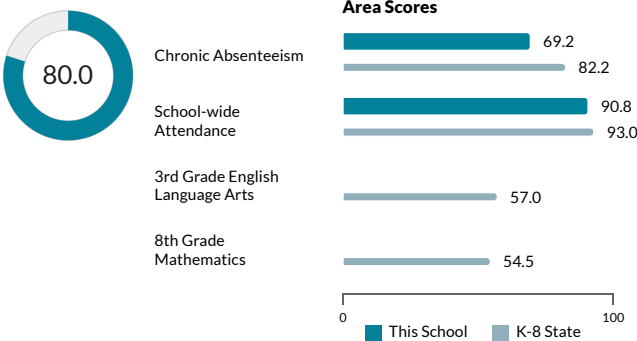 Area Scores
80.0
Chronic Absenteeism
69.2
82.2
School-wide
Attendance
90.8
93.0
3rd Grade English
Language Arts
57.0
8th Grade
Mathematics
54.5
0
100
This School
K-8 State